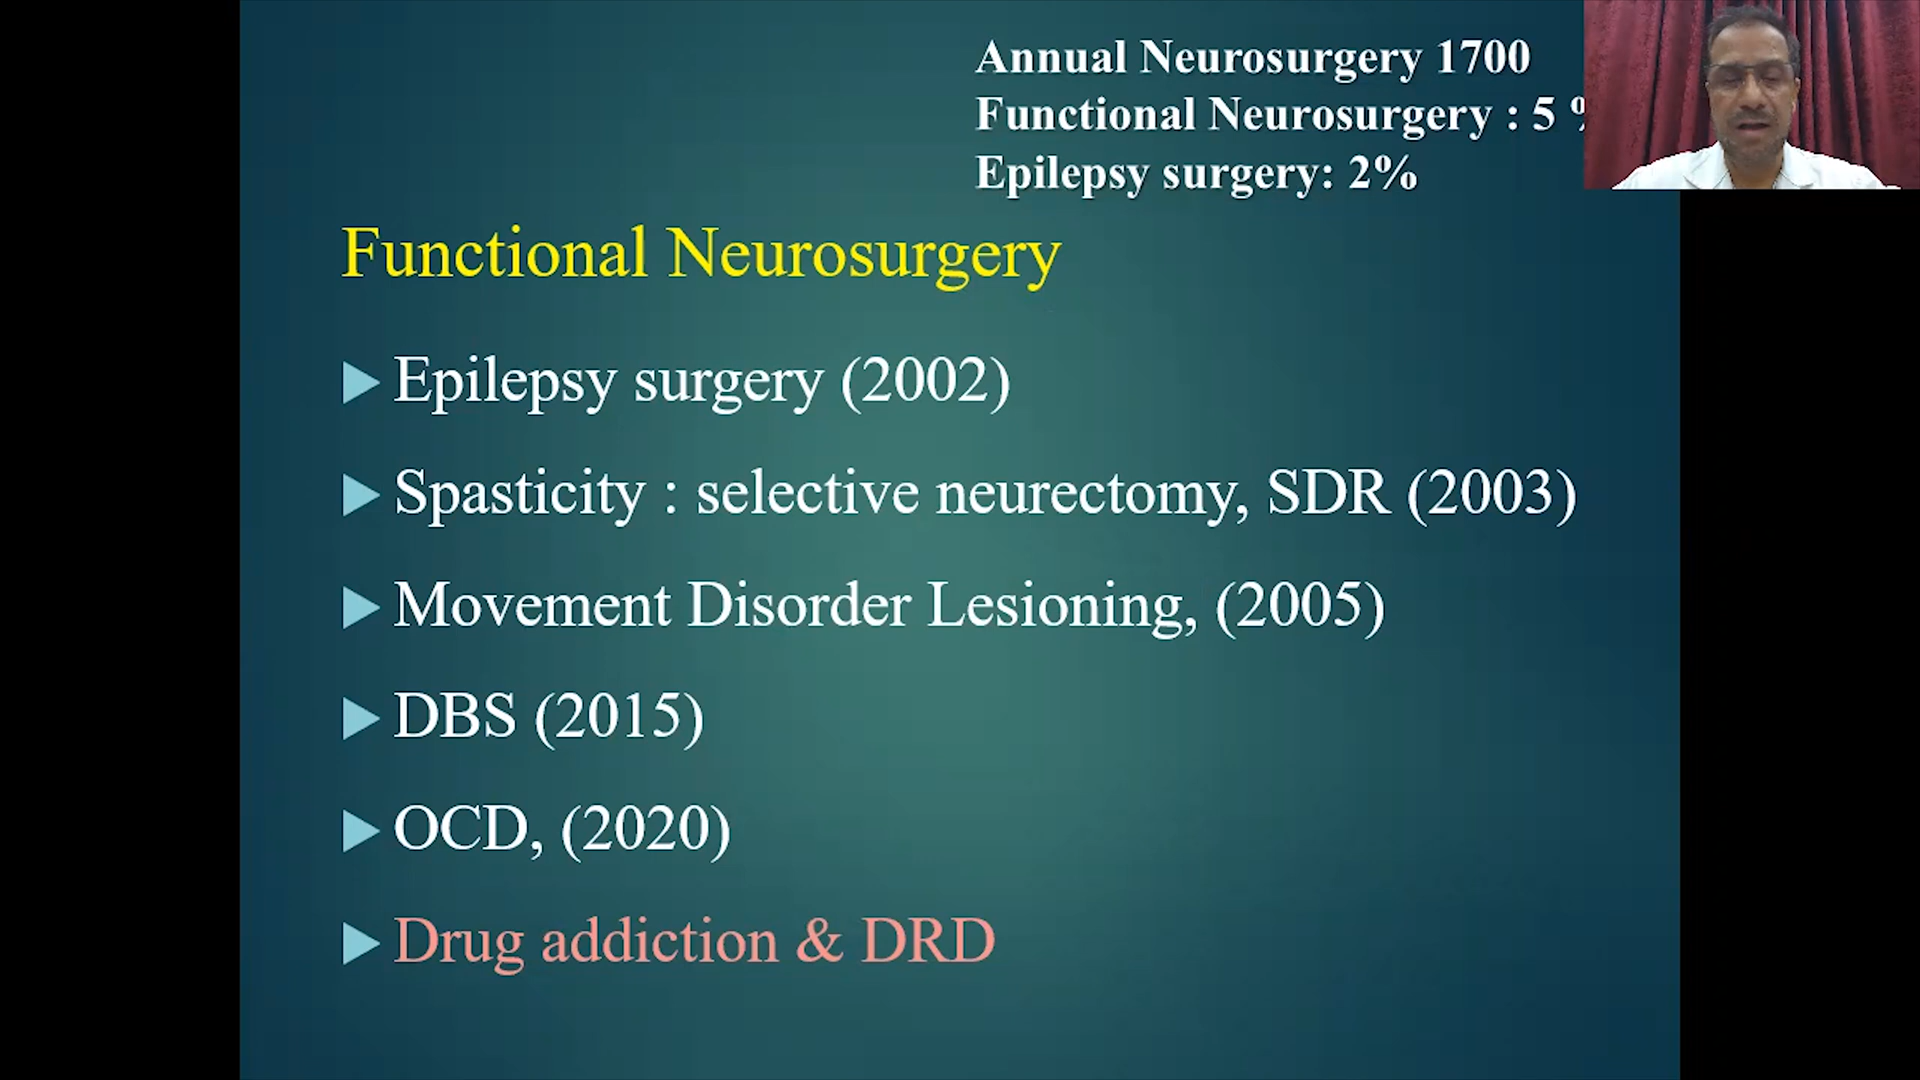 Annual Neurosurgery 1700
Functional Neurosurgery : 5 %
Epilepsy surgery: 2%
Functional Neurosurgery
Epilepsy surgery (2002)
Spasticity : selective neurectomy, SDR (2003)
Movement Disorder Lesioning, (2005)
DBS (2015)
OCD, (2020)
Drug addiction & DRD